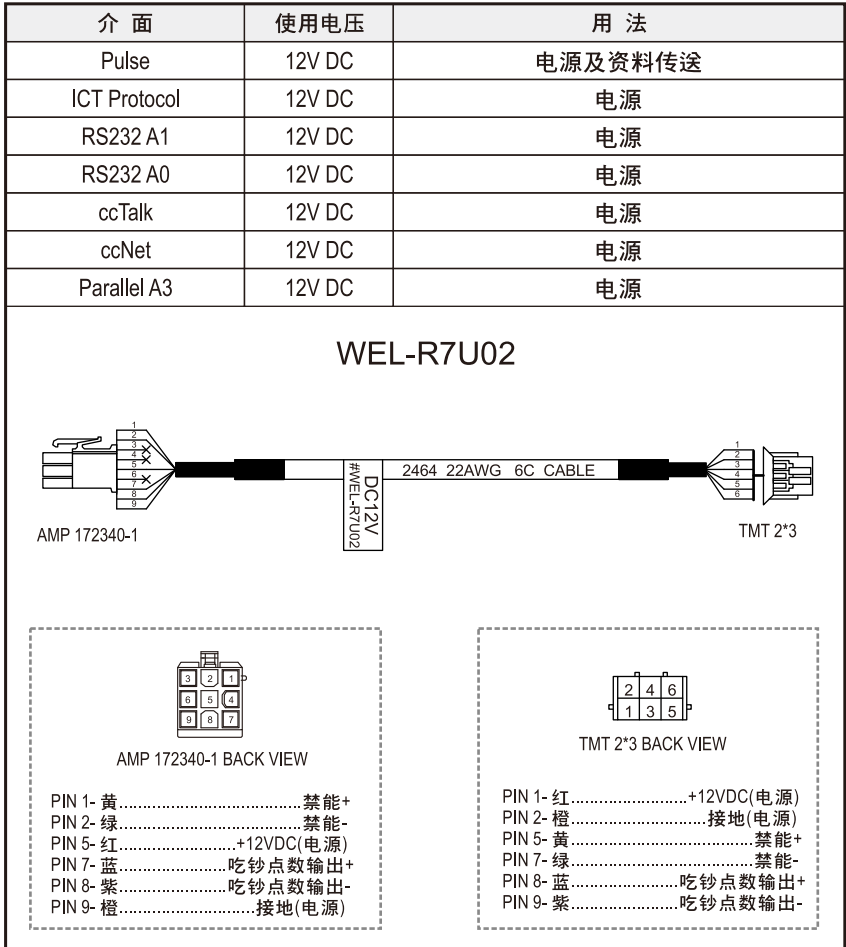 介 面 使用电压 用 法
Pulse 12V DC 电源及资料传送
ICT Protocol 12V DC 电源
RS232 A1 12V DC 电源
RS232 A0 12V DC 电源
ccTalk 12V DC 电源
ccNet 12V DC 电源
Parallel A3 12V DC 电源
WEL-R7U02
1
2
3
4
5
6
7
8
9
AMP 172340-1
DC12V
#WEL-R7U02
2464 22AWG 6C CABLE
1
2
3
4
5
6
TMT 2*3
3 2 1
6 5 4
9 8 7
AMP 172340-1 BACK VIEW
PIN 1- 黄..............................禁能+
PIN 2- 绿..............................禁能-
PIN 5- 红....................+12VDC(电源)
PIN 7- 蓝..................吃钞点数输出+
PIN 8- 紫..................吃钞点数输出-
PIN 9- 橙.......................接地(电源)
2 4 6
1 3 5
TMT 2*3 BACK VIEW
PIN 1- 红....................+12VDC(电源)
PIN 2- 橙.......................接地(电源)
PIN 5- 黄..............................禁能+
PIN 7- 绿..............................禁能-
PIN 8- 蓝..................吃钞点数输出+
PIN 9- 紫..................吃钞点数输出-